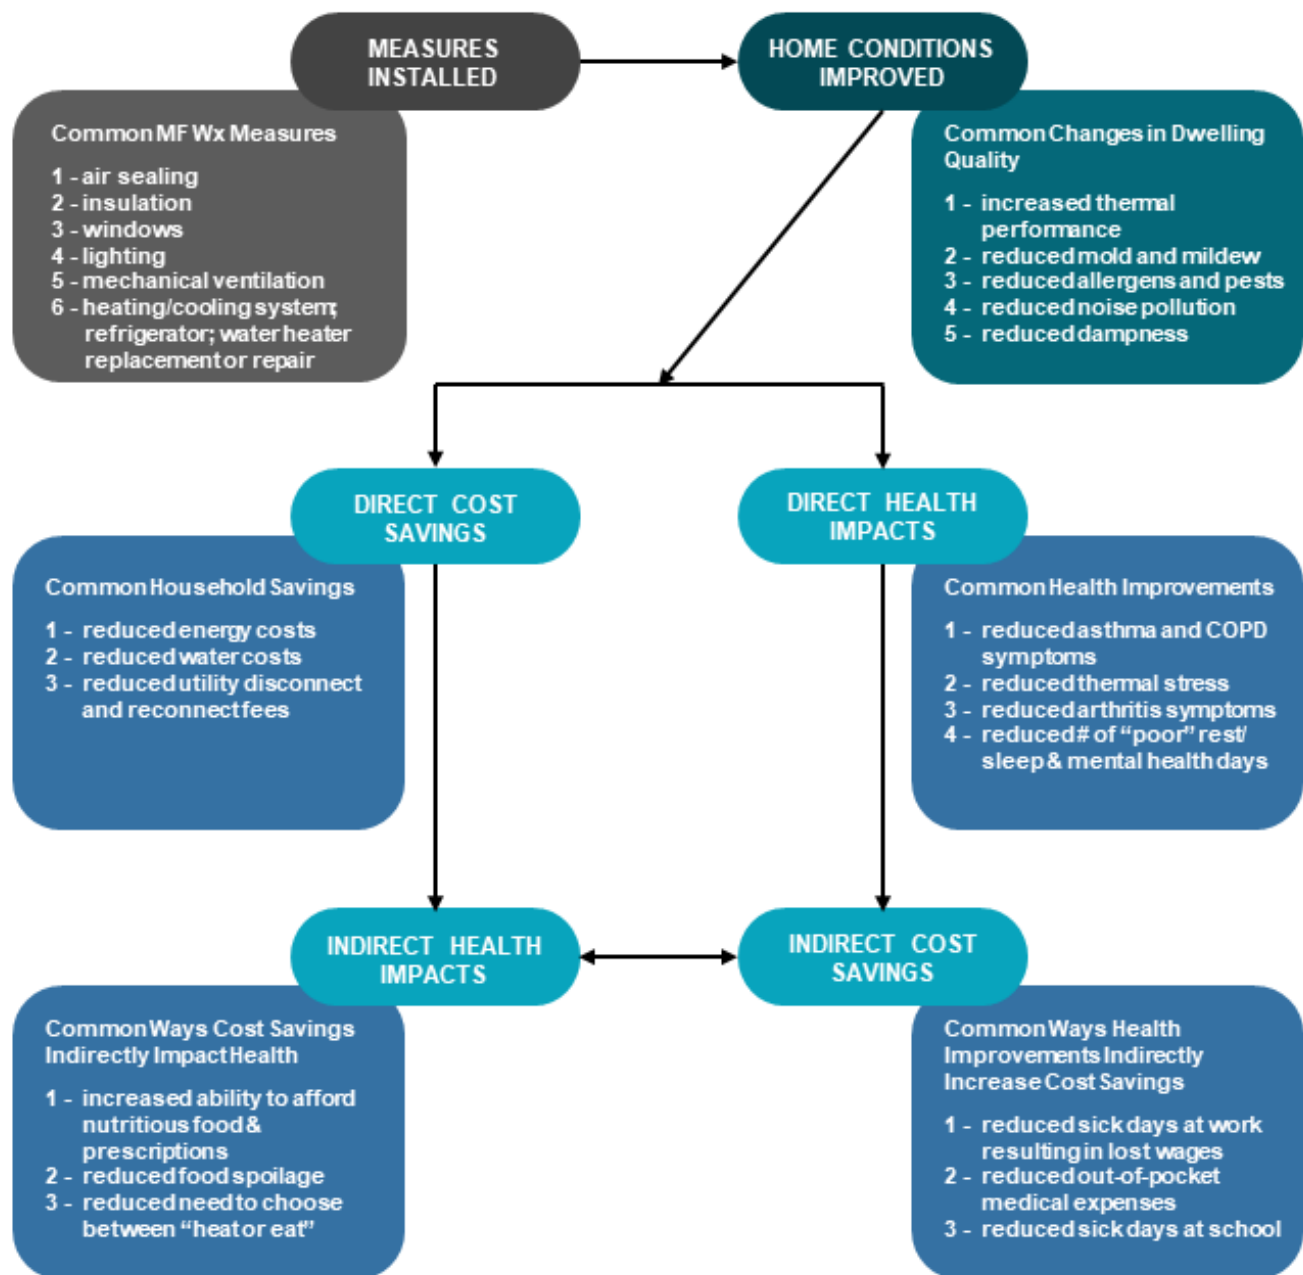 MEASURES
INSTALLED
HOME CONDITIONS
IMPROVED
Common MF Wx Measures
1 - air sealing
2 - insulation
3 - windows
4 - lighting
5 - mechanical ventilation
6 - heating/cooling system;
refrigerator; water heater
replacement or repair
Common Changes in Dwelling
Quality
1 - increased thermal
performance
2 - reduced mold and mildew
3 - reduced allergens and pests
4 - reduced noise pollution
5 - reduced dampness
DIRECT COST
SAVINGS
DIRECT HEALTH
IMPACTS
Common Household Savings
1 - reduced energy costs
2 - reduced water costs
3 - reduced utility disconnect
and reconnect fees
Common Health Improvements
1 - reduced asthma and COPD
symptoms
2 - reduced thermal stress
3 - reduced arthritis symptoms
4 - reduced # of “poor” rest/
sleep & mental health days
INDIRECT HEALTH
IMPACTS
INDIRECT COST
SAVINGS
Common Ways Cost Savings
Indirectly Impact Health
1 - increased ability to afford
nutritious food &
prescriptions
2 - reduced food spoilage
3 - reduced need to choose
between “heat or eat”
Common Ways Health
Improvements Indirectly
Increase Cost Savings
1 - reduced sick days at work
resulting in lost wages
2 - reduced out-of-pocket
medical expenses
3 - reduced sick days at school